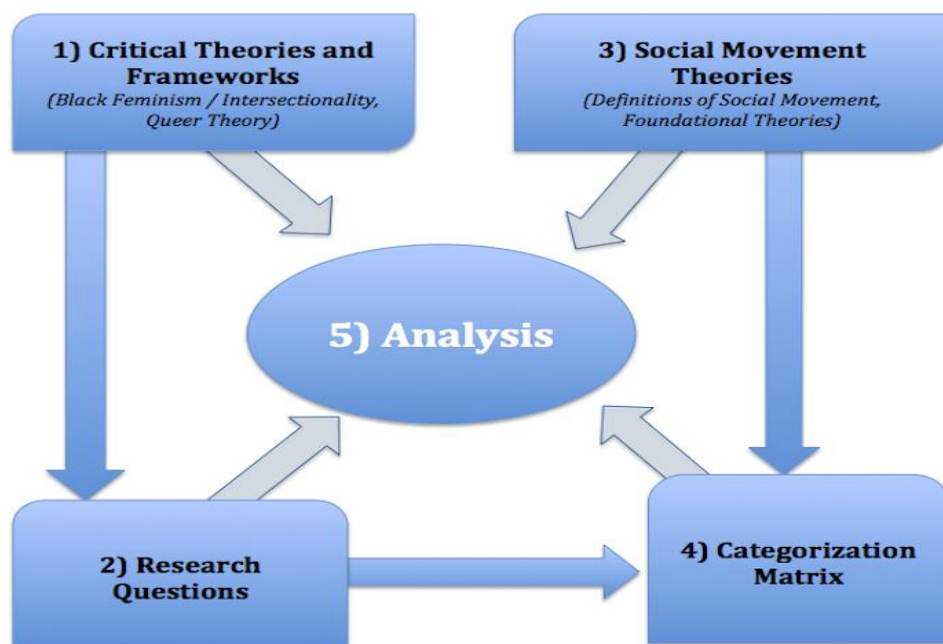 1) Critical Theories and
Frameworks
(Black Feminism / Intersectionality,
Queer Theory)
3) Social Movement
Theories
(Definitions of Social Movement,
Foundational Theories)
5) Analysis
2) Research
Questions
4) Categorization
Matrix